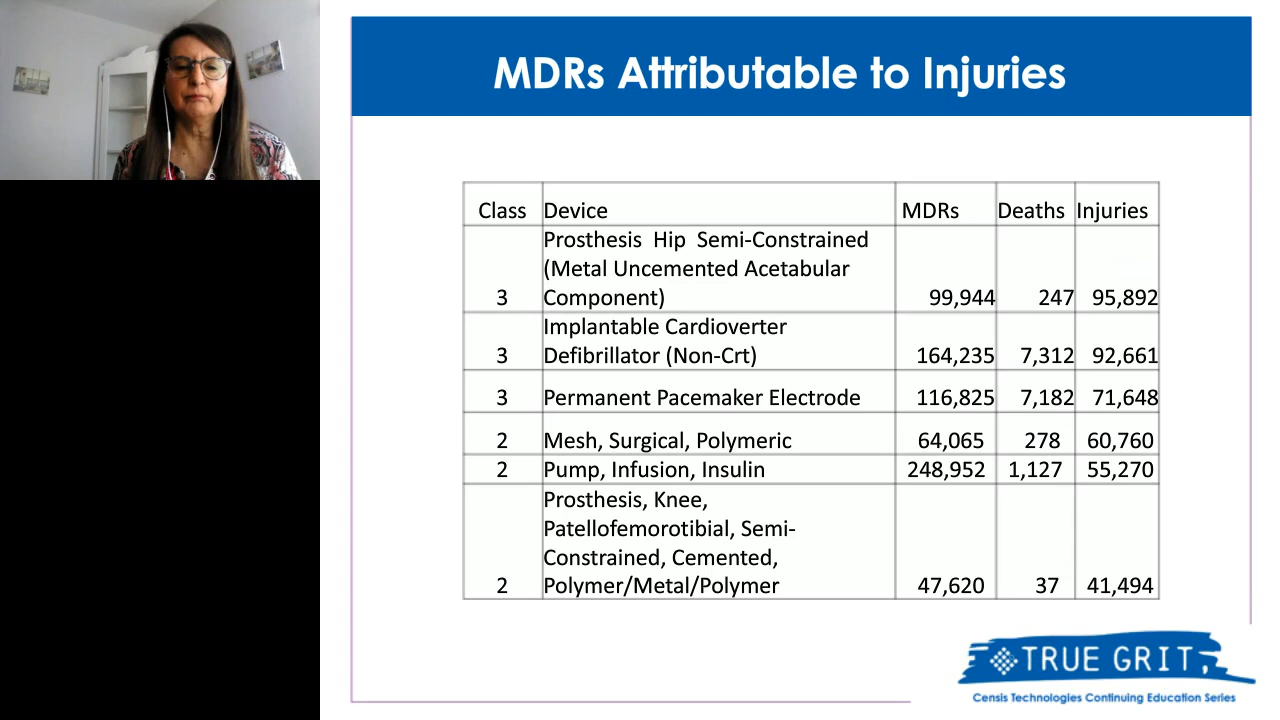 MDRs Attributable to Injuries
Class Device MDRs Deaths Injuries
Prosthesis Hip Semi-Constrained
(Metal Uncemented Acetabular
3 Component) 99,944 247 95,892
Implantable Cardioverter
3 Defibrillator (Non-Crt) 164,235 7,312 92,661
3 Permanent Pacemaker Electrode 116,825 7,182 71,648
2 Mesh, Surgical, Polymeric 64,065 278 60,760
2 Pump, Infusion, Insulin 248,952 1,127 55,270
Prosthesis, Knee,
Patellofemorotibial, Semi-
Constrained, Cemented,
2 Polymer/Metal/Polymer 47,620 37 41,494
TRUE GRIT
Censis Technologies Continuing Education Series